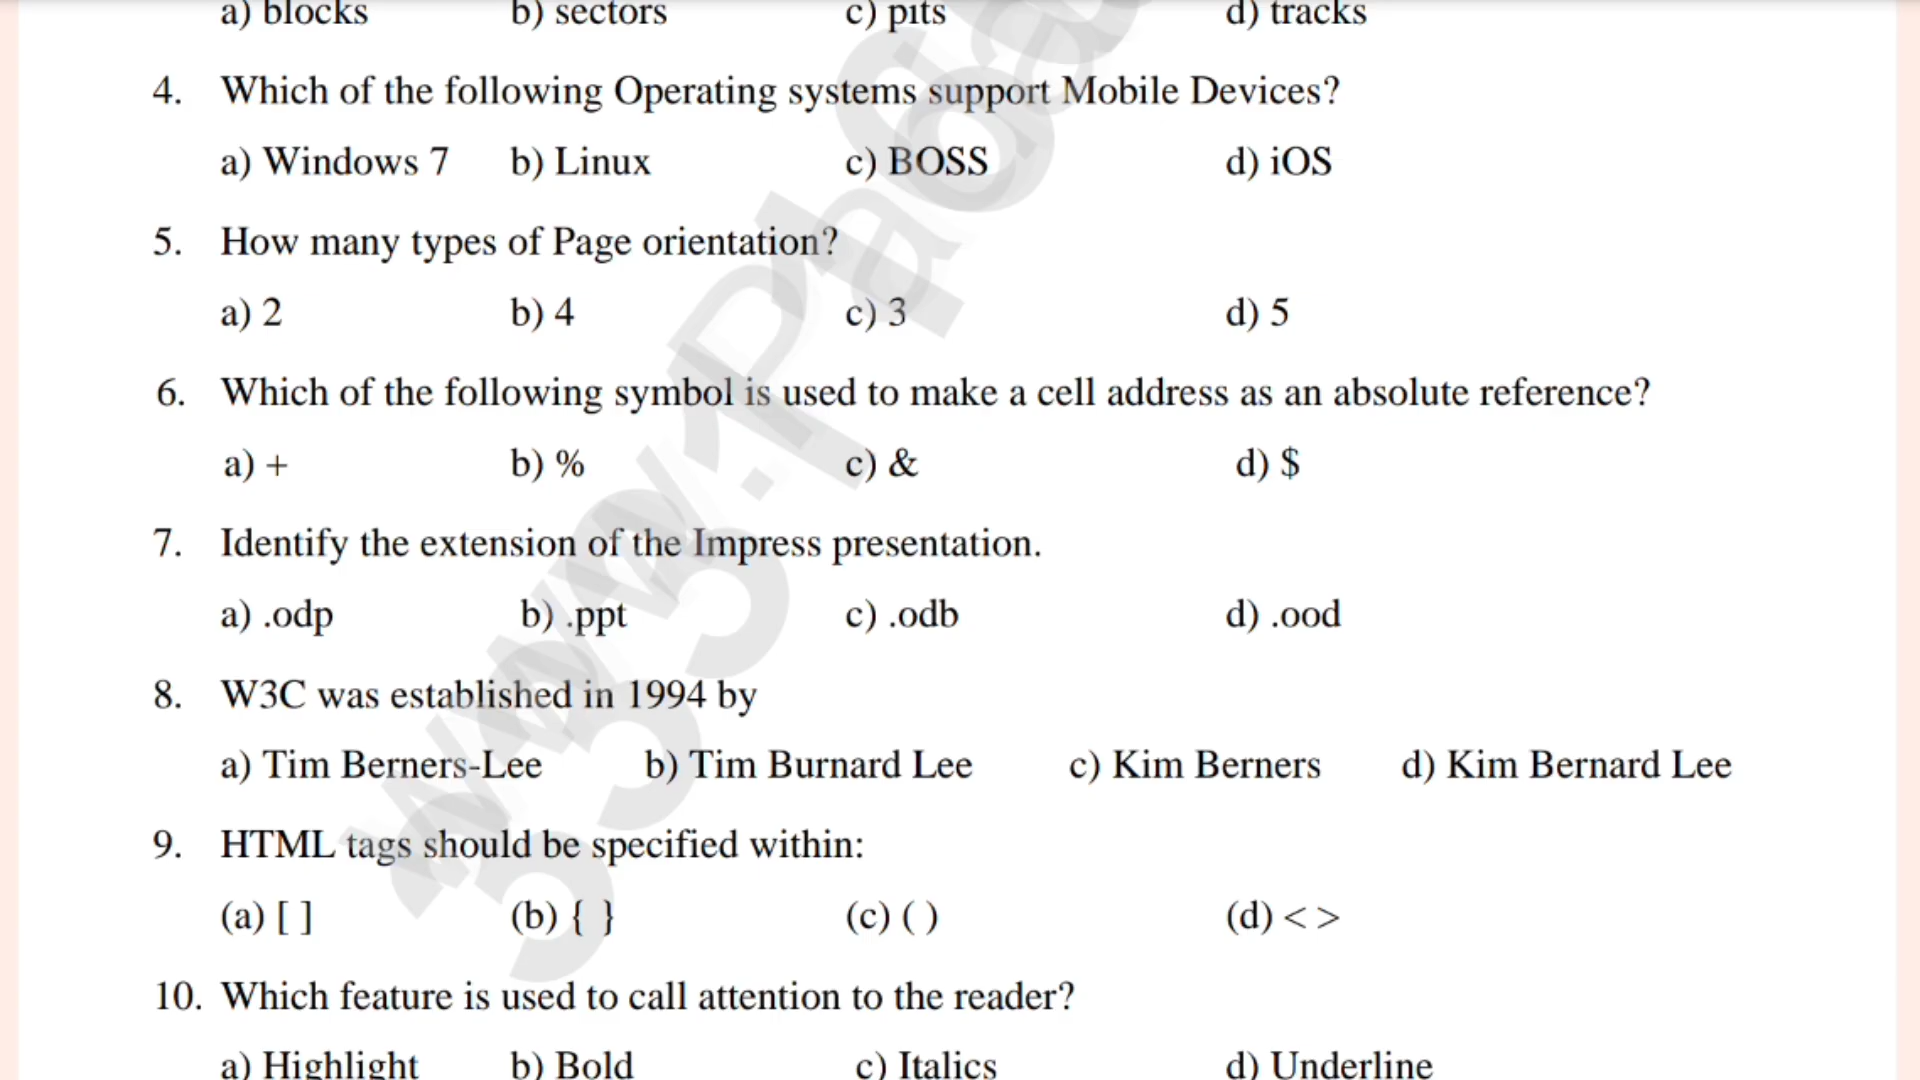 a) blocks b) sectors c) pits d) tracks
4. Which of the following Operating systems support Mobile Devices?
a) Windows 7 b) Linux c) BOSS d) iOS
5. How many types of Page orientation?
a) 2 b) 4 c) 3 d) 5
6. Which of the following symbol is used to make a cell address as an absolute reference?
a) + b) % c) & d) $
7. Identify the extension of the Impress presentation.
a) .odp b) .ppt c) .odb d) .ood
8. W3C was established in 1994 by
a) Tim Berners-Lee b) Tim Burnard Lee c) Kim Berners d) Kim Bernard Lee
9. HTML tags should be specified within:
(a) [ ] (b) { } (c) ( ) (d) < >
10. Which feature is used to call attention to the reader?
a) Highlight b) Bold c) Italics d) Underline